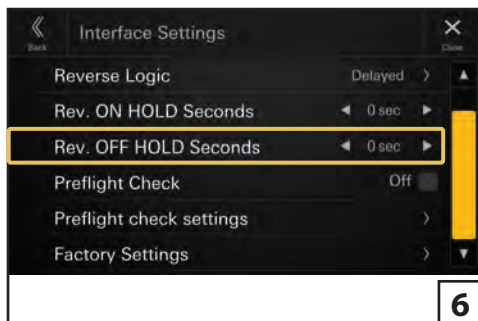 Interface Settings
Back
Close
Reverse Logic Delayed
Rev. ON HOLD Seconds 0 sec
Rev. OFF HOLD Seconds 0 sec
Preflight Check Off
Preflight check settings
Factory Settings
6